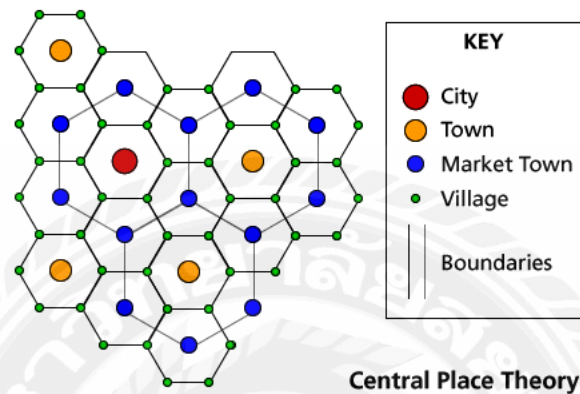 KEY
City
Town
Market Town
Village
Boundaries
Central Place Theory